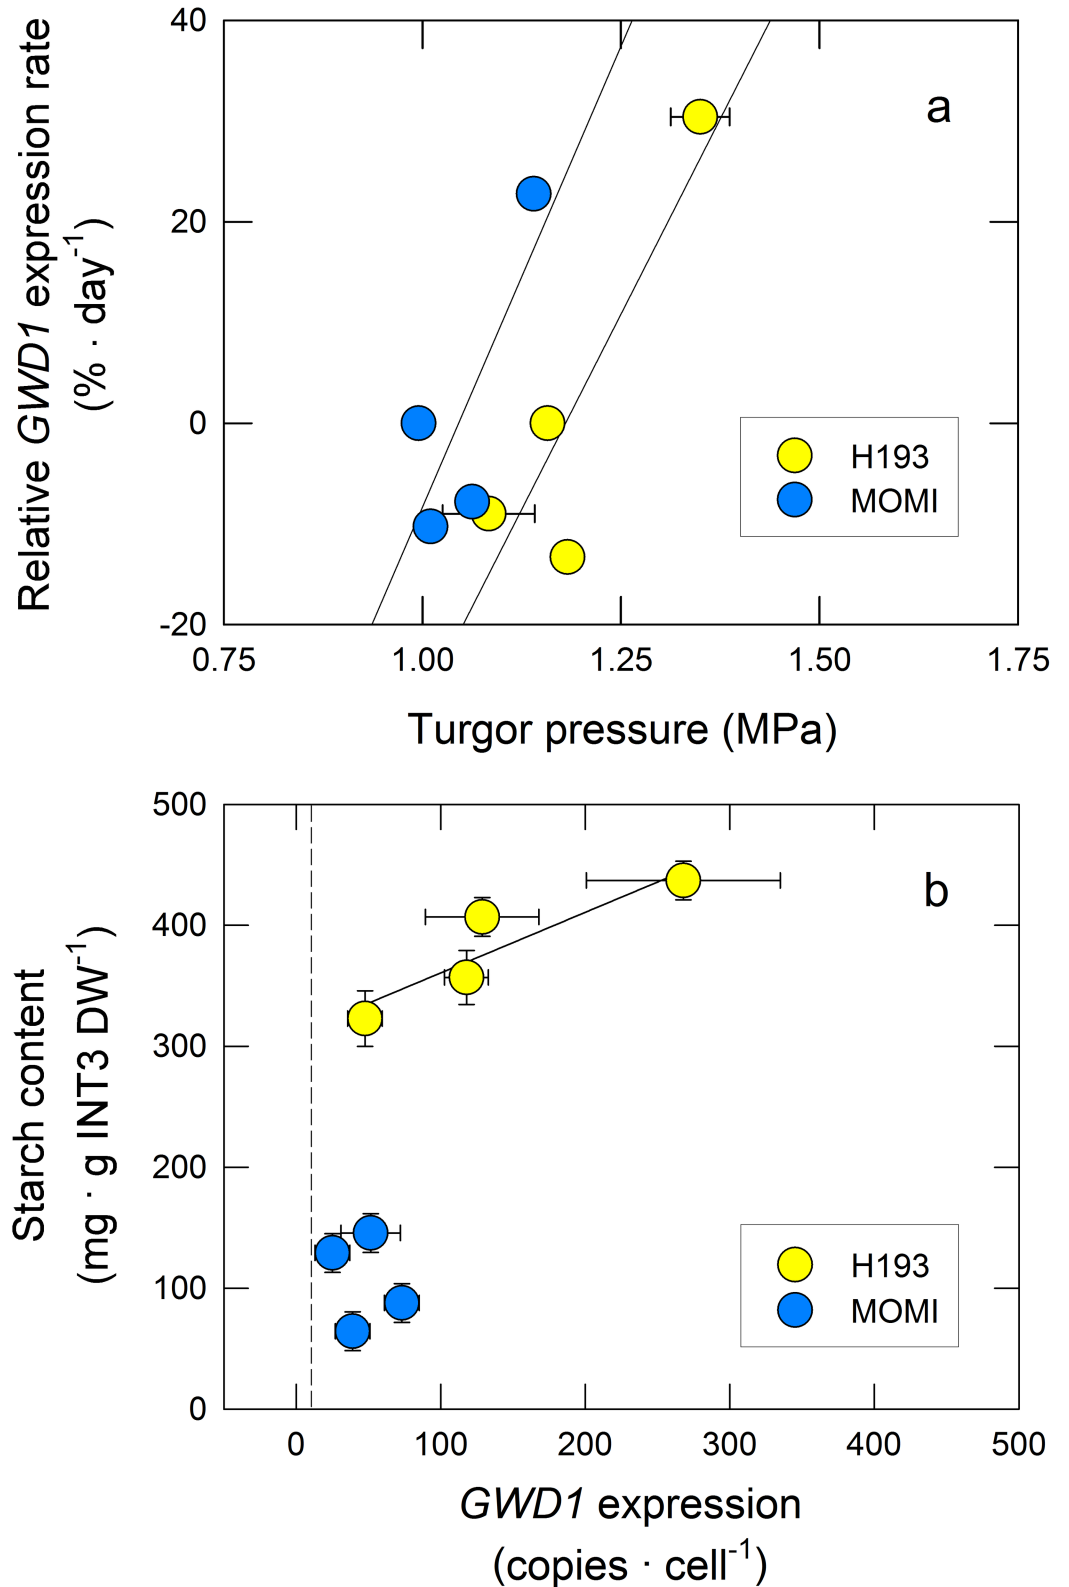 Relative GWD1 expression rate
(% · day⁻¹)
40
20
0
-20
a
H193
MOMI
0.75 1.00 1.25 1.50 1.75
Turgor pressure (MPa)
Starch content
(mg · g INT3 DW⁻¹)
500
400
300
200
100
0
b
H193
MOMI
0 100 200 300 400 500
GWD1 expression
(copies · cell⁻¹)